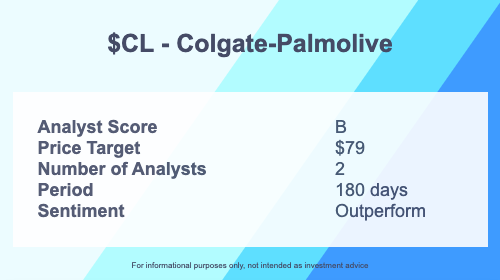 $CL - Colgate-Palmolive
Analyst Score B
Price Target $79
Number of Analysts 2
Period 180 days
Sentiment Outperform
For informational purposes only, not intended as investment advice